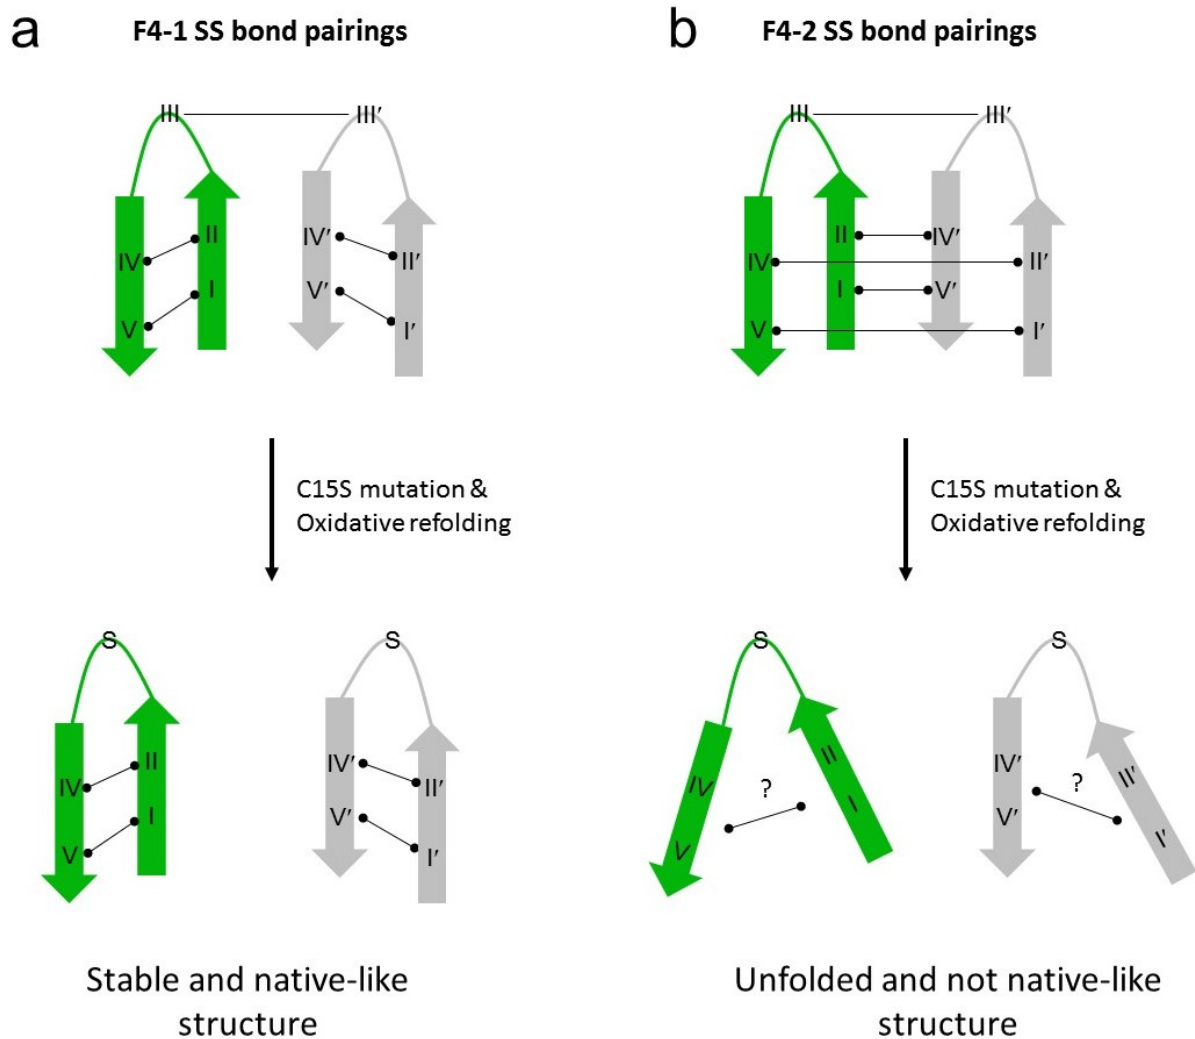 a F4-1 SS bond pairings
b F4-2 SS bond pairings
III III′
II
IV′
IV
II′
I
V′
V
I′
III III′
II
IV′
IV
II′
I
V′
V
I′
C15S mutation &
Oxidative refolding
C15S mutation &
Oxidative refolding
S S
II
IV′
IV
II′
I
V′
V
I′
S S
IV
II
?
I
V
IV′
II′
?
V′
I′
Stable and native-like
structure
Unfolded and not native-like
structure